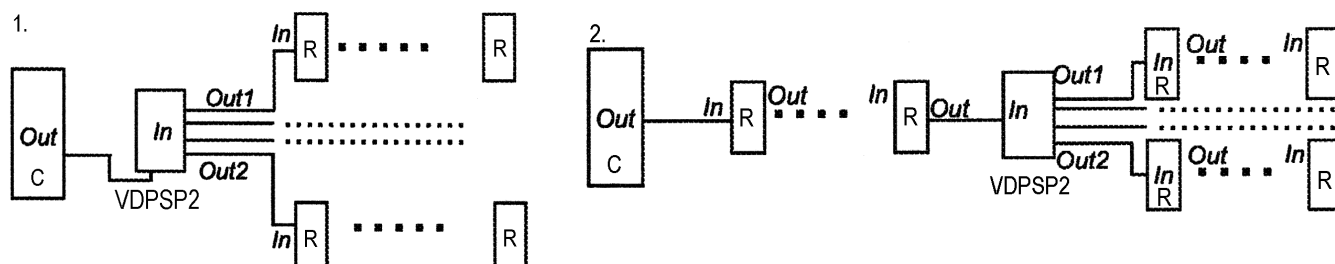 1.
In R R
Out1
Out In
C
Out2
VDPSP2
In R R
2.
Out In
In R R
Out1
In Out In Out In
Out R R
C
Out2
Out In
VDPSP2
In R R